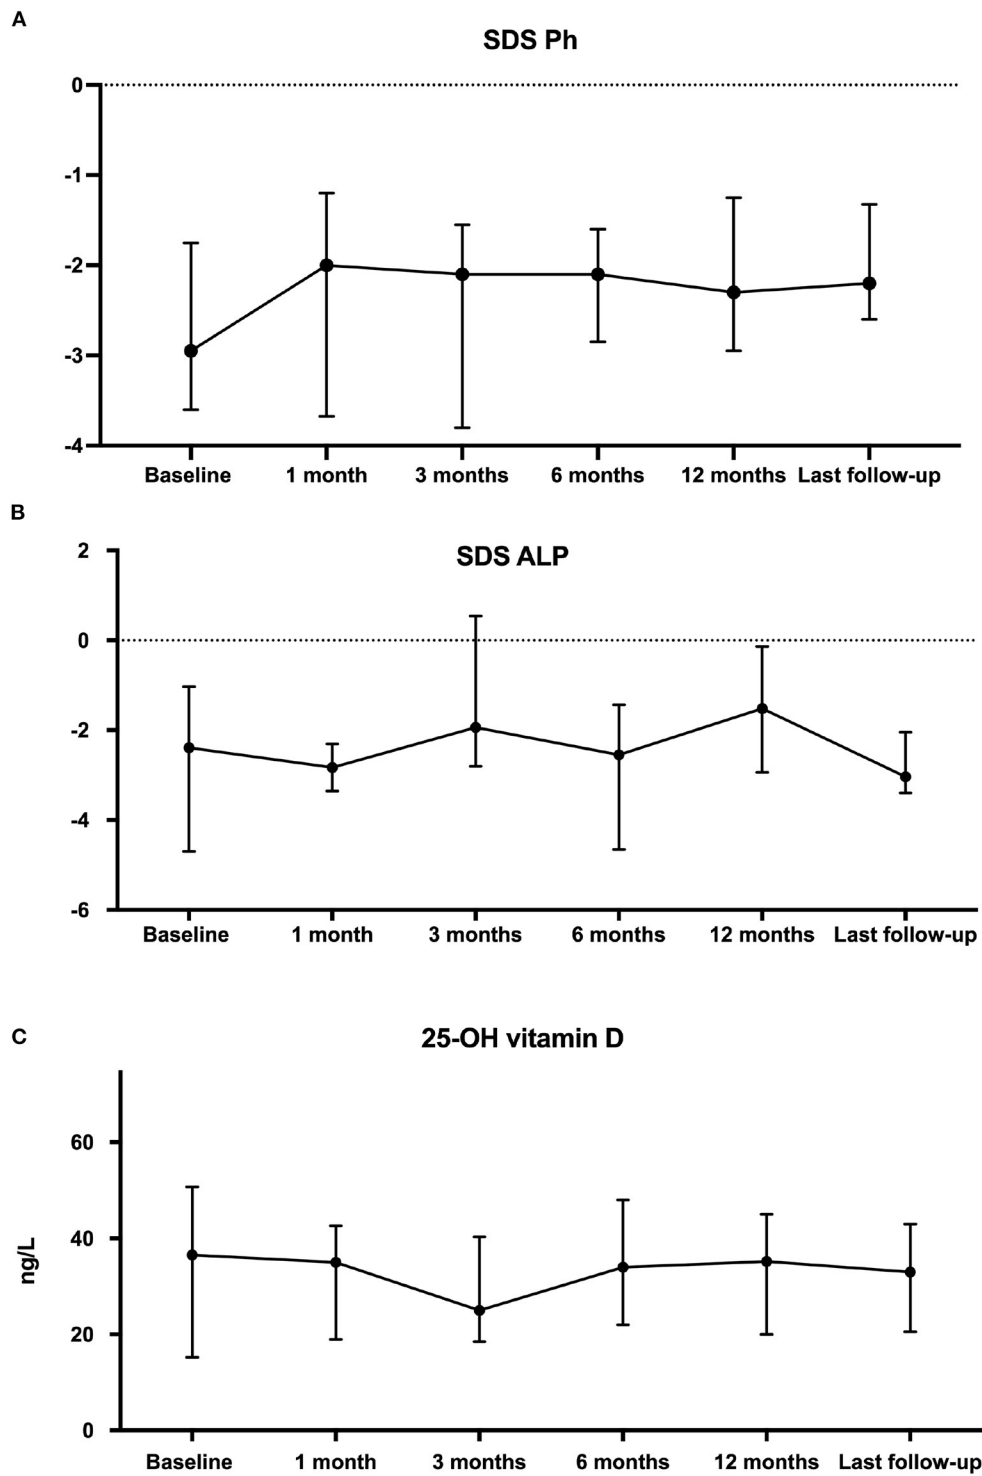 A
SDS Ph
0
-1
-2
-3
-4
Baseline 1 month 3 months 6 months 12 months Last follow-up
B
SDS ALP
2
0
-2
-4
-6
Baseline 1 month 3 months 6 months 12 months Last follow-up
C
25-OH vitamin D
ng/L
60
40
20
0
Baseline 1 month 3 months 6 months 12 months Last follow-up